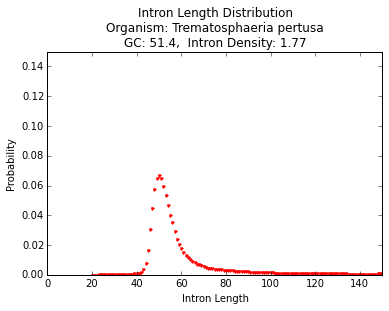 Intron Length Distribution
Organism: Trematosphaeria pertusa
GC: 51.4,  Intron Density: 1.77
0.14
0.12
0.10
0.08
0.06
0.04
0.02
0.00
Probability
0 20 40 60 80 100 120 140
Intron Length